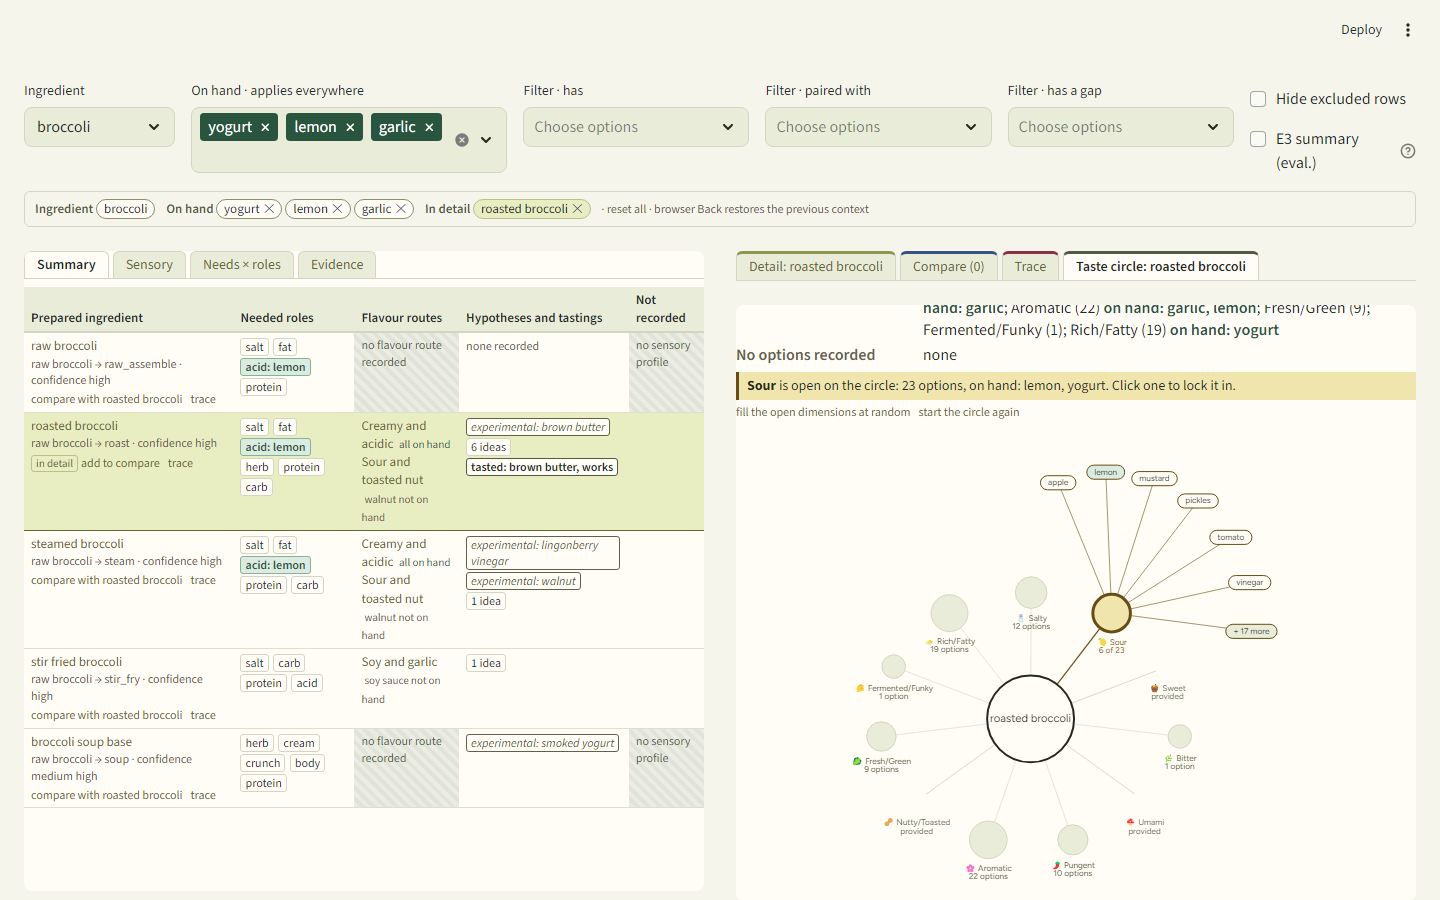 Deploy
Ingredient
On hand · applies everywhere
Filter · has
Filter · paired with
Filter · has a gap
broccoli
yogurt ×
lemon ×
garlic ×
Choose options
Choose options
Choose options
Hide excluded rows
E3 summary
(eval.)
Ingredient broccoli On hand yogurt × lemon × garlic × In detail roasted broccoli × · reset all · browser Back restores the previous context
Summary
Sensory
Needs × roles
Evidence
Prepared ingredient
Needed roles
Flavour routes
Hypotheses and tastings
Not
recorded
raw broccoli
raw broccoli → raw_assemble ·
confidence high
compare with roasted broccoli trace
salt fat
acid: lemon
protein
no flavour route
recorded
none recorded
no sensory
profile
roasted broccoli
raw broccoli → roast · confidence high
in detail add to compare trace
salt fat
acid: lemon
herb protein
carb
Creamy and
acidic all on hand
Sour and
toasted nut
walnut not on
hand
experimental: brown butter
6 ideas
tasted: brown butter, works
steamed broccoli
raw broccoli → steam · confidence high
compare with roasted broccoli trace
salt fat
acid: lemon
protein carb
Creamy and
acidic all on hand
Sour and
toasted nut
walnut not on
hand
experimental: lingonberry
vinegar
experimental: walnut
1 idea
stir fried broccoli
raw broccoli → stir_fry · confidence
high
compare with roasted broccoli trace
salt carb
protein acid
Soy and garlic
soy sauce not on
hand
1 idea
broccoli soup base
raw broccoli → soup · confidence
medium high
compare with roasted broccoli trace
herb cream
crunch body
protein
no flavour route
recorded
experimental: smoked yogurt
no sensory
profile
Detail: roasted broccoli
Compare (0)
Trace
Taste circle: roasted broccoli
hand: garlic; Aromatic (22) on hand: garlic, lemon; Fresh/Green (9);
Fermented/Funky (1); Rich/Fatty (19) on hand: yogurt
No options recorded none
Sour is open on the circle: 23 options, on hand: lemon, yogurt. Click one to lock it in.
fill the open dimensions at random start the circle again
apple
lemon
mustard
pickles
tomato
vinegar
+ 17 more
Salty
12 options
Rich/Fatty
19 options
Sour
6 of 23
Fermented/Funky
1 option
Sweet
provided
roasted broccoli
Fresh/Green
9 options
Bitter
1 option
Nutty/Toasted
provided
Umami
provided
Aromatic
22 options
Pungent
10 options